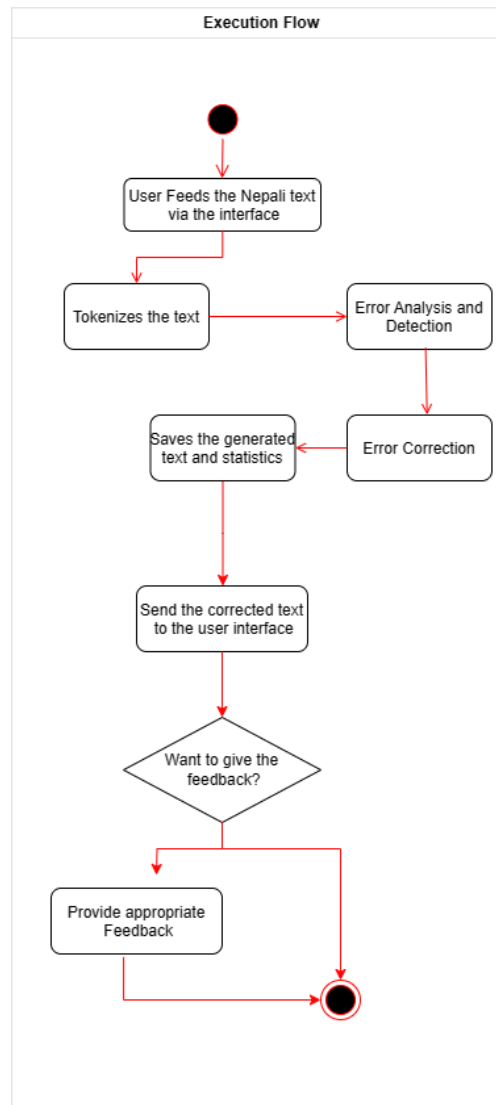 Execution Flow
User Feeds the Nepali text
via the interface
Tokenizes the text
Error Analysis and
Detection
Saves the generated
text and statistics
Error Correction
Send the corrected text
to the user interface
Want to give the
feedback?
Provide appropriate
Feedback